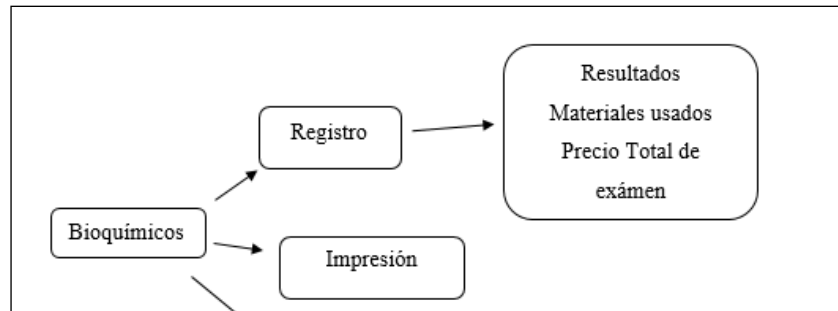 Resultados
Materiales usados
Precio Total de
exámen
Registro
Bioquímicos
Impresión